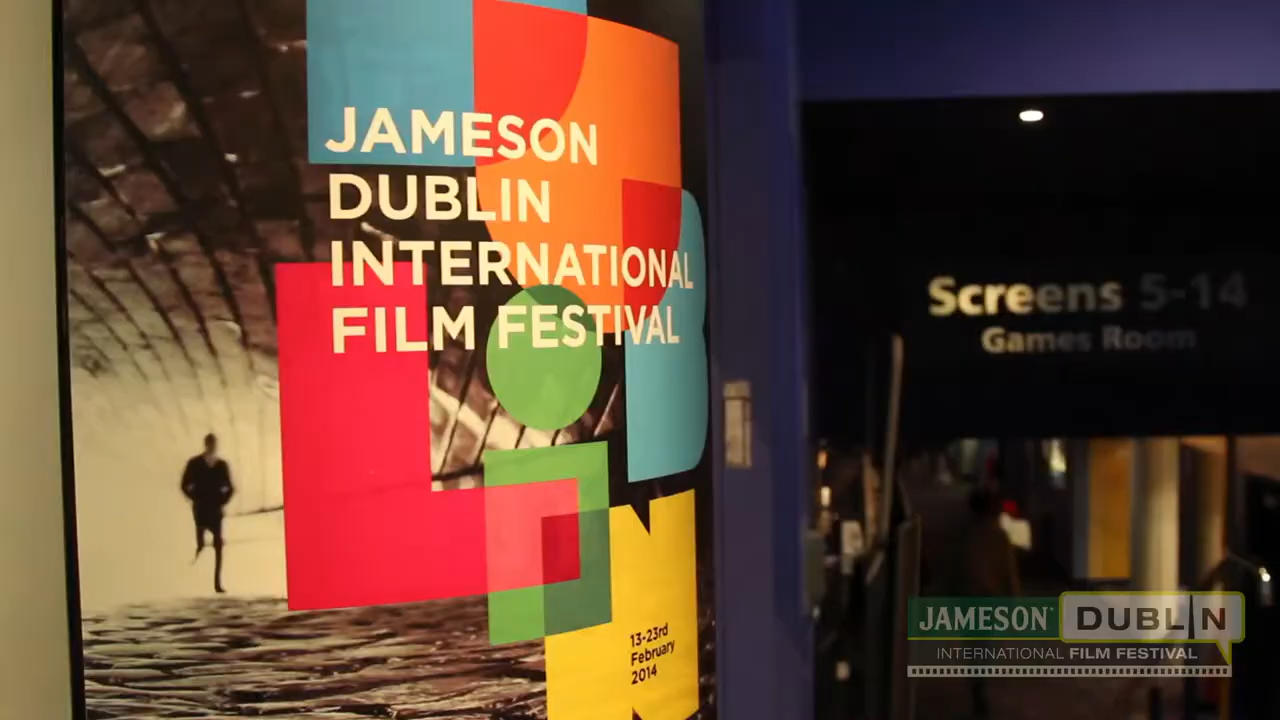 JAMESON
DUBLIN
INTERNATIONAL
FILM FESTIVAL
13-23rd
February
2014
Screens 5-14
Games Room
JAMESON® DUBLIN
INTERNATIONAL FILM FESTIVAL